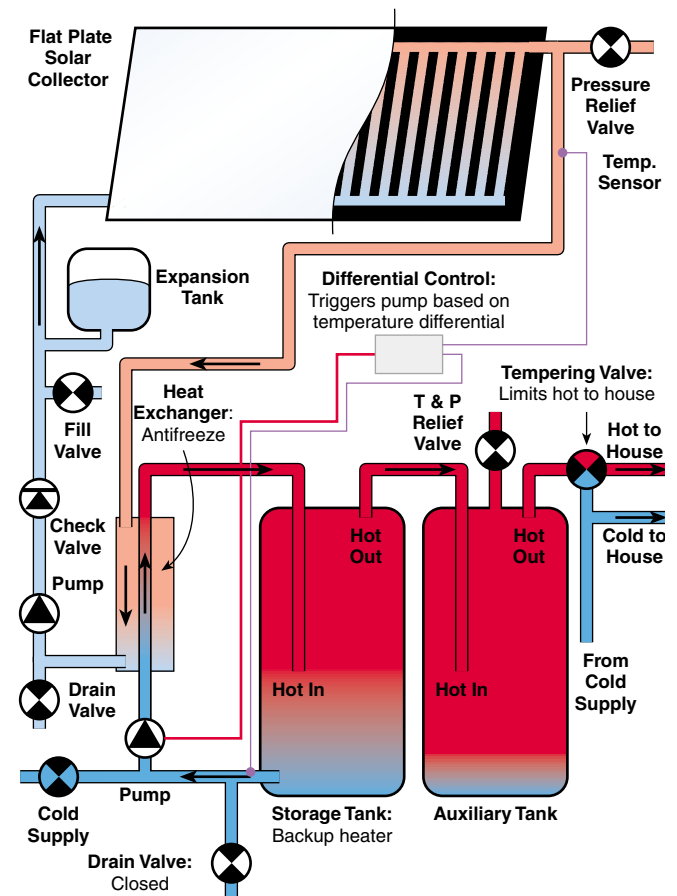 Flat Plate
Solar
Collector
Pressure
Relief
Valve
Temp.
Sensor
Expansion
Tank
Differential Control:
Triggers pump based on
temperature differential
Tempering Valve:
Limits hot to house
Heat
Exchanger:
Antifreeze
T & P
Relief
Valve
Hot to
House
Fill
Valve
Check
Valve
Hot
Out
Hot
Out
Cold to
House
Pump
From
Cold
Supply
Drain
Valve
Hot In
Hot In
Pump
Cold
Supply
Storage Tank:
Backup heater
Auxiliary Tank
Drain Valve:
Closed